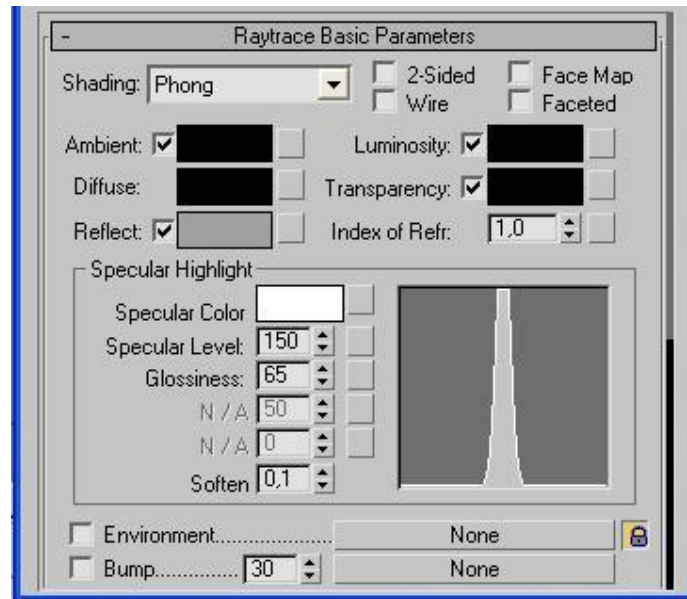 - Raytrace Basic Parameters
Shading: Phong 2-Sided Face Map
Wire Faceted
Ambient: Luminosity:
Diffuse: Transparency:
Reflect: Index of Refr: 1,0
Specular Highlight
Specular Color
Specular Level: 150
Glossiness: 65
N / A 50
N / A 0
Soften 0,1
Environment..................... None
Bump............... 30 None